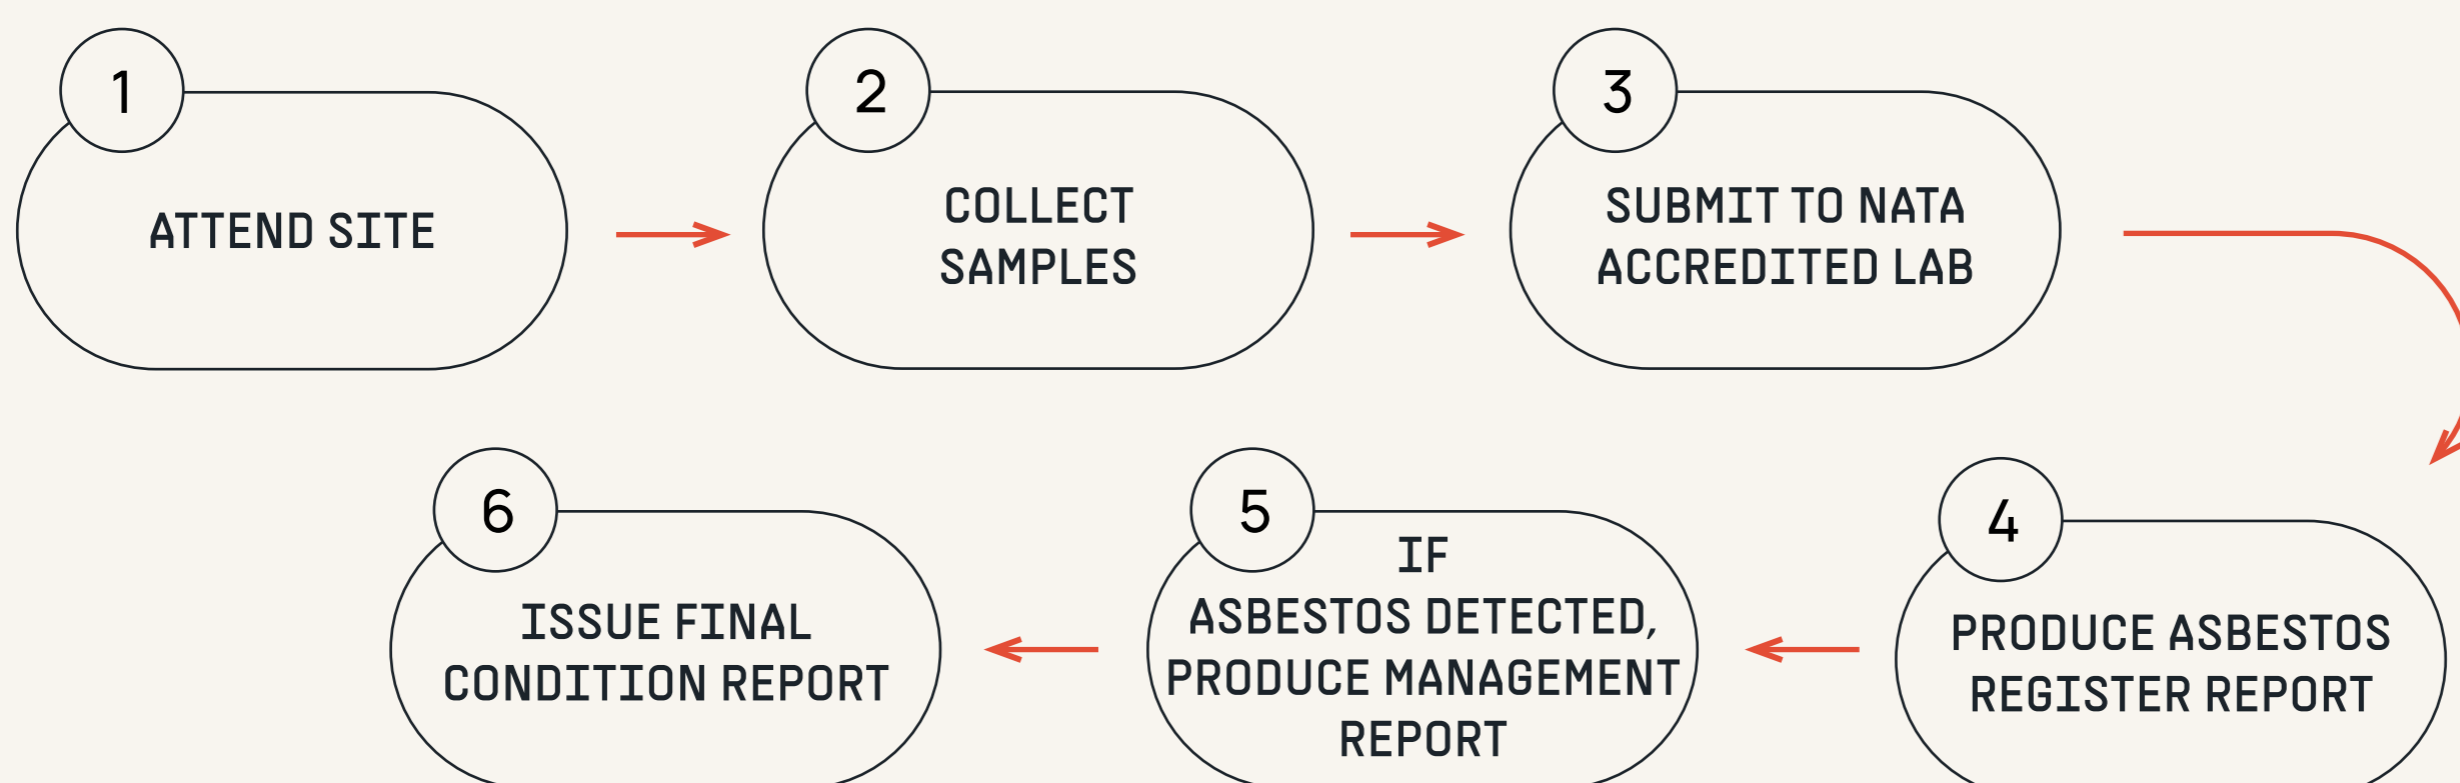 1
ATTEND SITE
2
COLLECT
SAMPLES
3
SUBMIT TO NATA
ACCREDITED LAB
4
PRODUCE ASBESTOS
REGISTER REPORT
5
IF
ASBESTOS DETECTED,
PRODUCE MANAGEMENT
REPORT
6
ISSUE FINAL
CONDITION REPORT